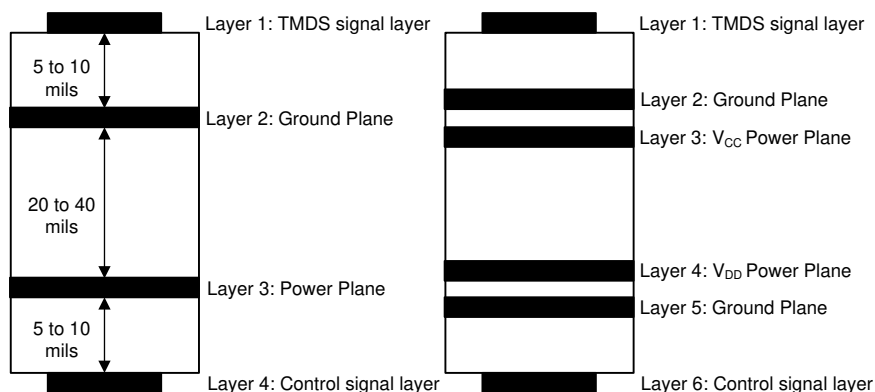 Layer 1: TMDS signal layer
5 to 10
mils
Layer 2: Ground Plane
20 to 40
mils
Layer 3: Power Plane
5 to 10
mils
Layer 4: Control signal layer
Layer 1: TMDS signal layer
Layer 2: Ground Plane
Layer 3: VCC Power Plane
Layer 4: VDD Power Plane
Layer 5: Ground Plane
Layer 6: Control signal layer